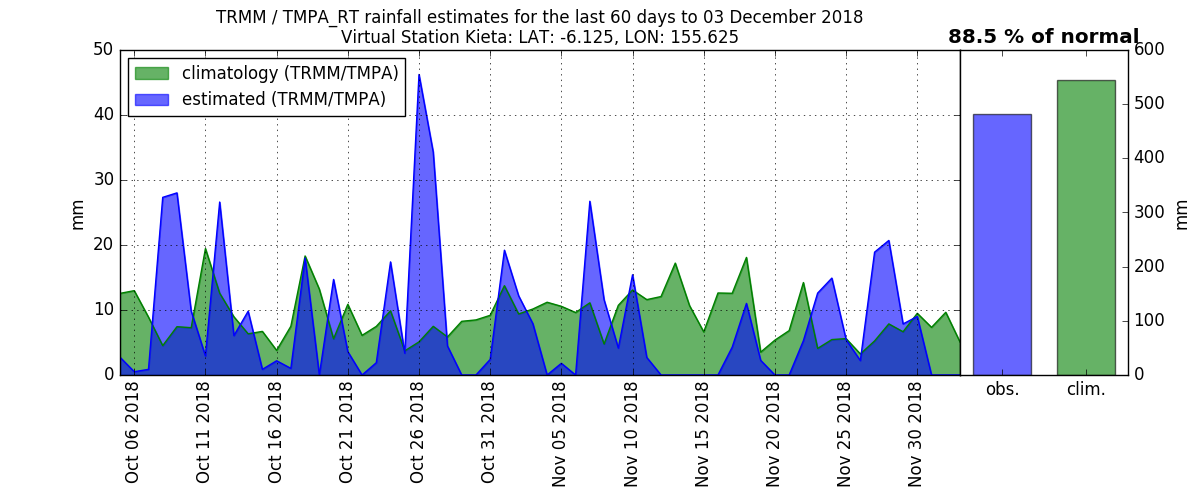 TRMM / TMPA_RT rainfall estimates for the last 60 days to 03 December 2018
Virtual Station Kieta: LAT: -6.125, LON: 155.625
88.5 % of normal
climatology (TRMM/TMPA)
estimated (TRMM/TMPA)
mm
50
40
30
20
10
0
Oct 06 2018
Oct 11 2018
Oct 16 2018
Oct 21 2018
Oct 26 2018
Oct 31 2018
Nov 05 2018
Nov 10 2018
Nov 15 2018
Nov 20 2018
Nov 25 2018
Nov 30 2018
600
500
400
300
200
100
0
mm
obs.
clim.